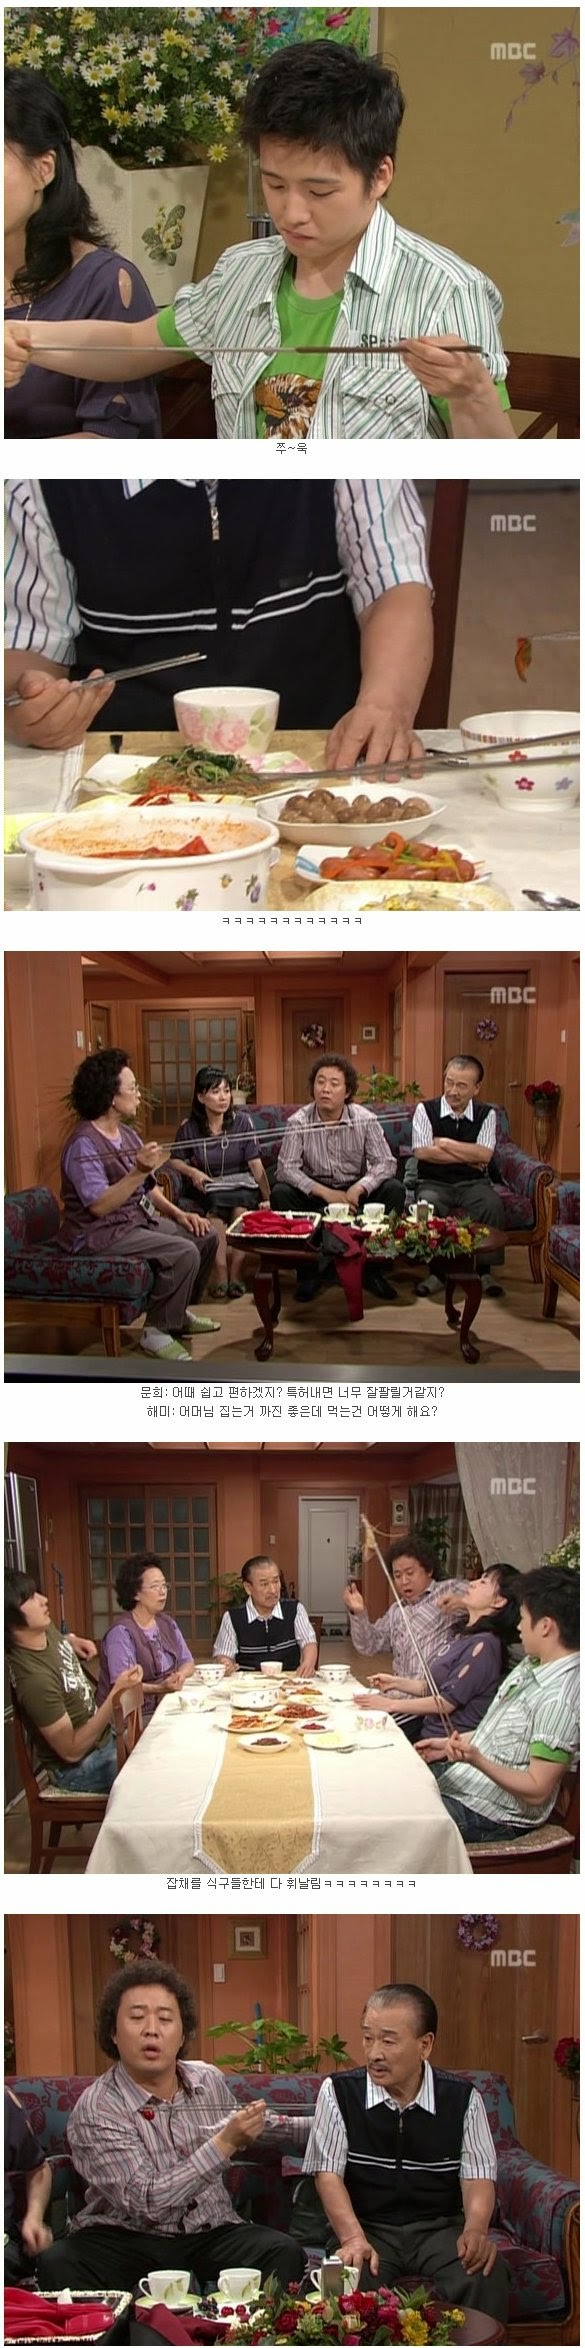 MBC
SPORT
쭈~욱
MBC
ㅋㅋㅋㅋㅋㅋㅋㅋㅋㅋㅋㅋ
MBC
문희: 어때 쉽고 편하겠지? 특허내면 너무 잘팔릴거같지?
해미: 어머님 집는거 까진 좋은데 먹는건 어떻게 해요?
MBC
잡채를 식구들한테 다 휘날림ㅋㅋㅋㅋㅋㅋㅋㅋ
MBC